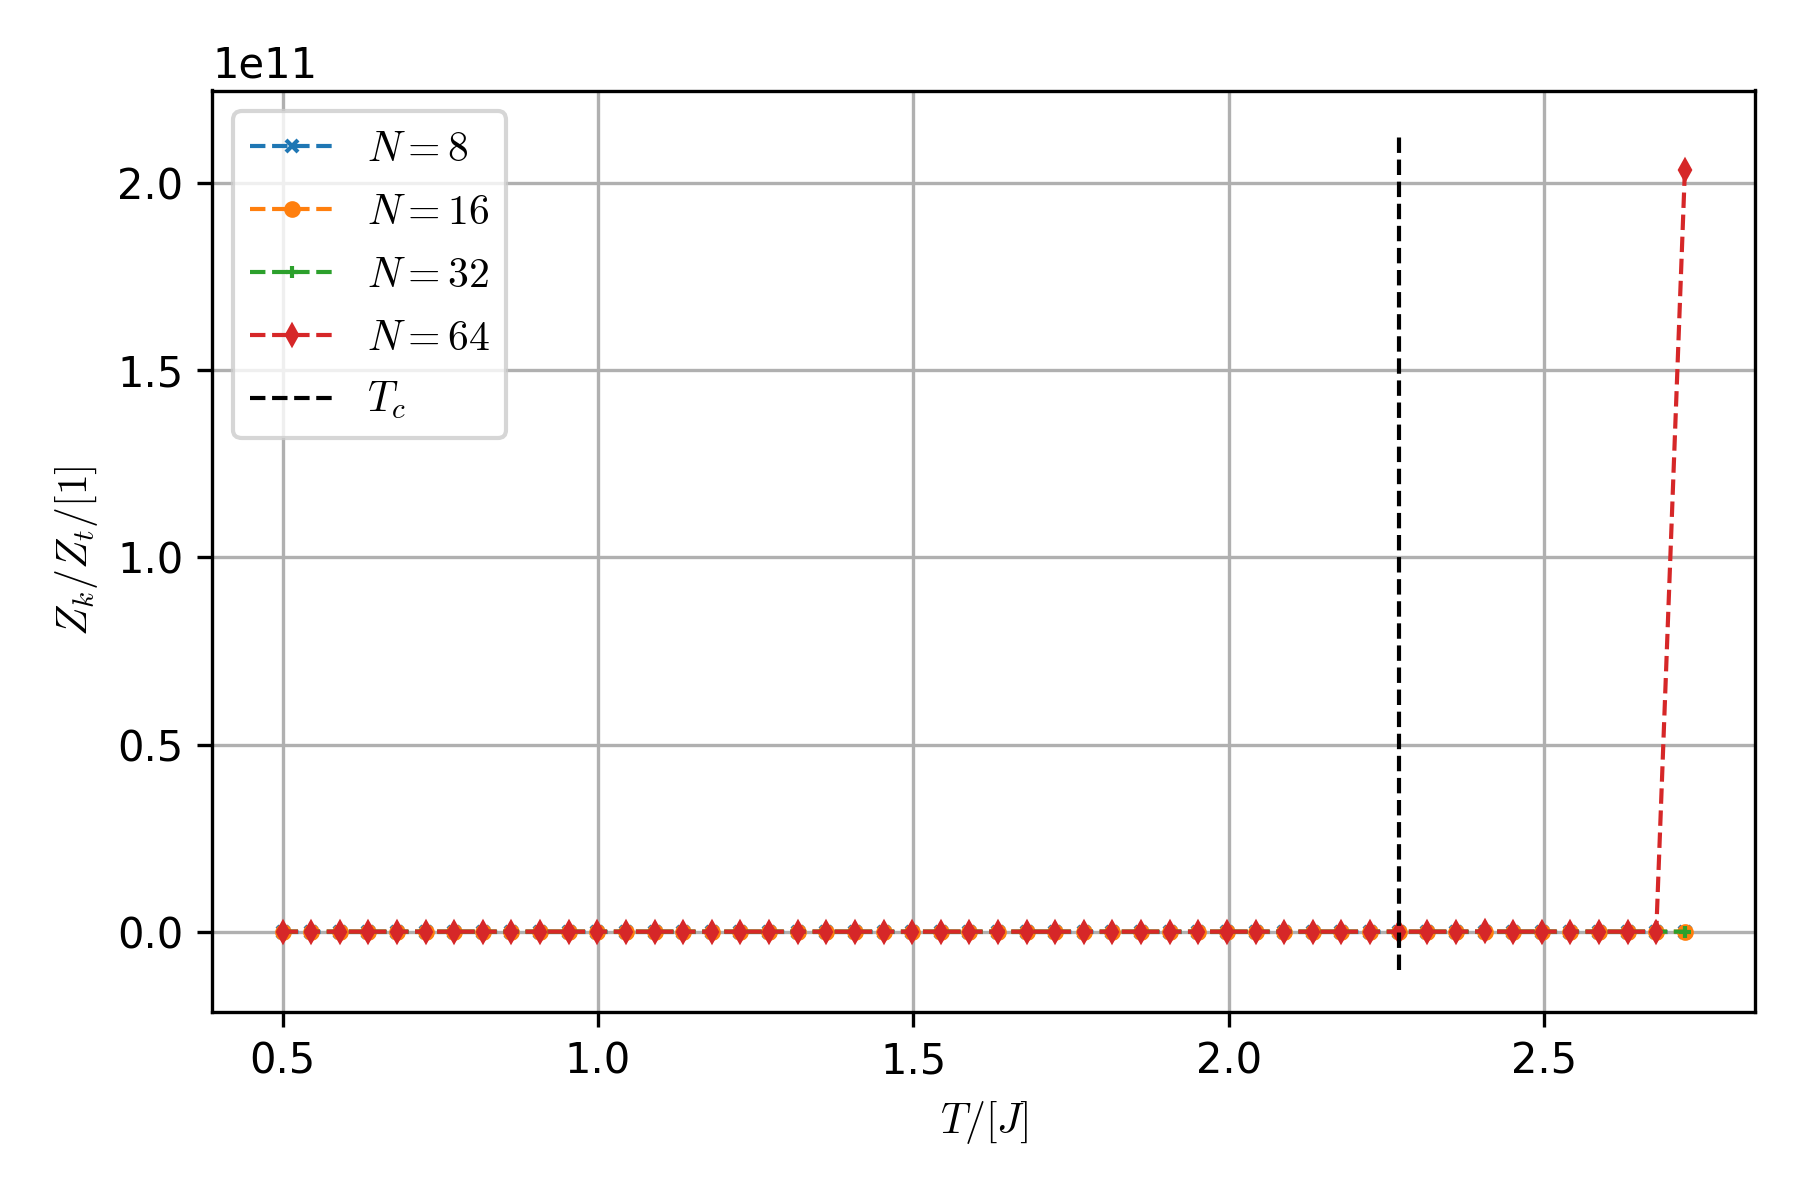 1e11
N = 8
N = 16
N = 32
N = 64
T_c
2.0
1.5
1.0
0.5
0.0
Z_k/Z_t/[1]
0.5 1.0 1.5 2.0 2.5
T/[J]